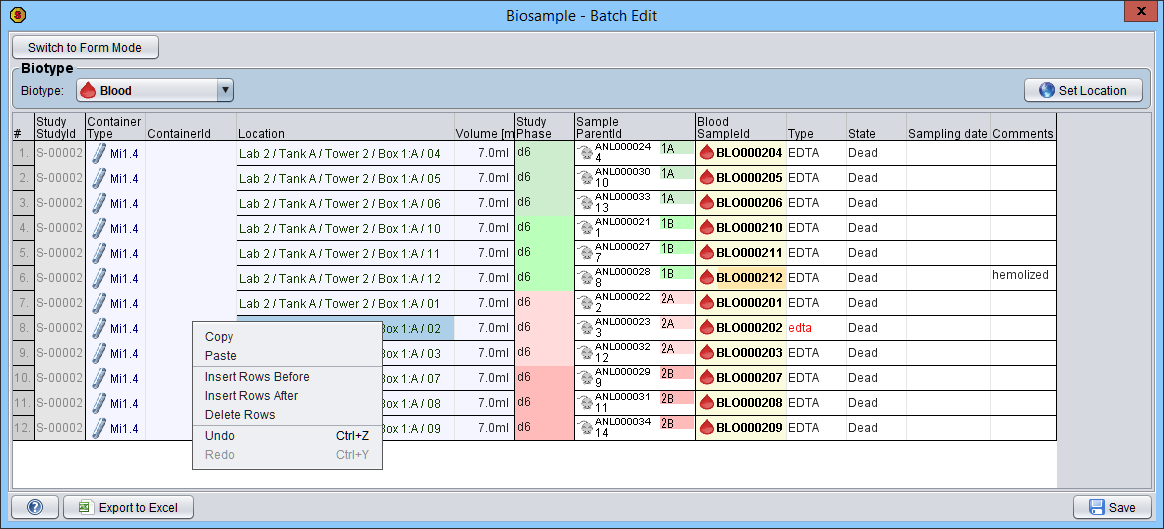 Biosample - Batch Edit
x
S
Switch to Form Mode
Biotype
Biotype: Blood
Set Location
# Study StudyId Container Type ContainerId Location Volume [m Study Phase Sample ParentId Blood SampleId Type State Sampling date Comments
1. S-00002 Mi1.4 Lab 2 / Tank A / Tower 2 / Box 1:A / 04 7.0ml d6 ANL000024 4 1A BLO000204 EDTA Dead
2. S-00002 Mi1.4 Lab 2 / Tank A / Tower 2 / Box 1:A / 05 7.0ml d6 ANL000030 10 1A BLO000205 EDTA Dead
3. S-00002 Mi1.4 Lab 2 / Tank A / Tower 2 / Box 1:A / 06 7.0ml d6 ANL000033 13 1A BLO000206 EDTA Dead
4. S-00002 Mi1.4 Lab 2 / Tank A / Tower 2 / Box 1:A / 10 7.0ml d6 ANL000021 1 1B BLO000210 EDTA Dead
5. S-00002 Mi1.4 Lab 2 / Tank A / Tower 2 / Box 1:A / 11 7.0ml d6 ANL000027 7 1B BLO000211 EDTA Dead
6. S-00002 Mi1.4 Lab 2 / Tank A / Tower 2 / Box 1:A / 12 7.0ml d6 ANL000028 8 1B BLO000212 EDTA Dead hemolized
7. S-00002 Mi1.4 Lab 2 / Tank A / Tower 2 / Box 1:A / 01 7.0ml d6 ANL000022 2 2A BLO000201 EDTA Dead
8. S-00002 Mi1.4 Box 1:A / 02 7.0ml d6 ANL000023 3 2A BLO000202 edta Dead
9. S-00002 Mi1.4 Box 1:A / 03 7.0ml d6 ANL000032 12 2A BLO000203 EDTA Dead
10. S-00002 Mi1.4 Box 1:A / 07 7.0ml d6 ANL000029 9 2B BLO000207 EDTA Dead
11. S-00002 Mi1.4 Box 1:A / 08 7.0ml d6 ANL000031 11 2B BLO000208 EDTA Dead
12. S-00002 Mi1.4 Box 1:A / 09 7.0ml d6 ANL000034 14 2B BLO000209 EDTA Dead
Copy
Paste
Insert Rows Before
Insert Rows After
Delete Rows
Undo Ctrl+Z
Redo Ctrl+Y
?
Export to Excel
Save